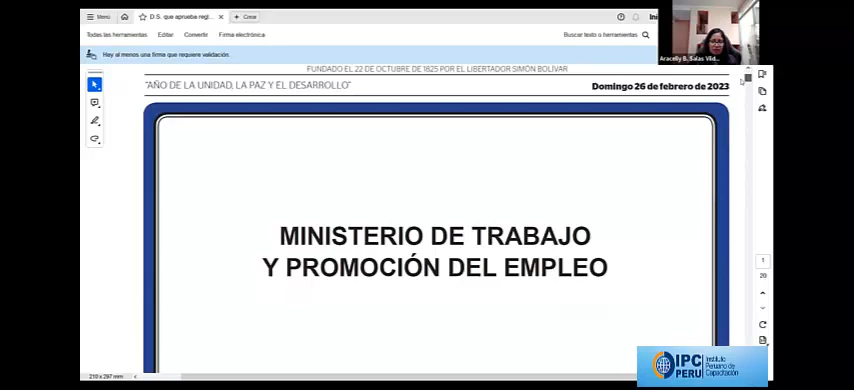 Menú
D.S. que aprueba regl...
Crear
Ini
Todas las herramientas Editar Convertir Firma electrónica
Buscar texto o herramientas
Hay al menos una firma que requiere validación.
Aracelly B. Salas Vild...
FUNDADO EL 22 DE OCTUBRE DE 1825 POR EL LIBERTADOR SIMÓN BOLÍVAR
"AÑO DE LA UNIDAD, LA PAZ Y EL DESARROLLO"
Domingo 26 de febrero de 2023
MINISTERIO DE TRABAJO
Y PROMOCIÓN DEL EMPLEO
1
20
210 x 297 mm
IPC
PERU
Instituto
Peruano de
Capacitación